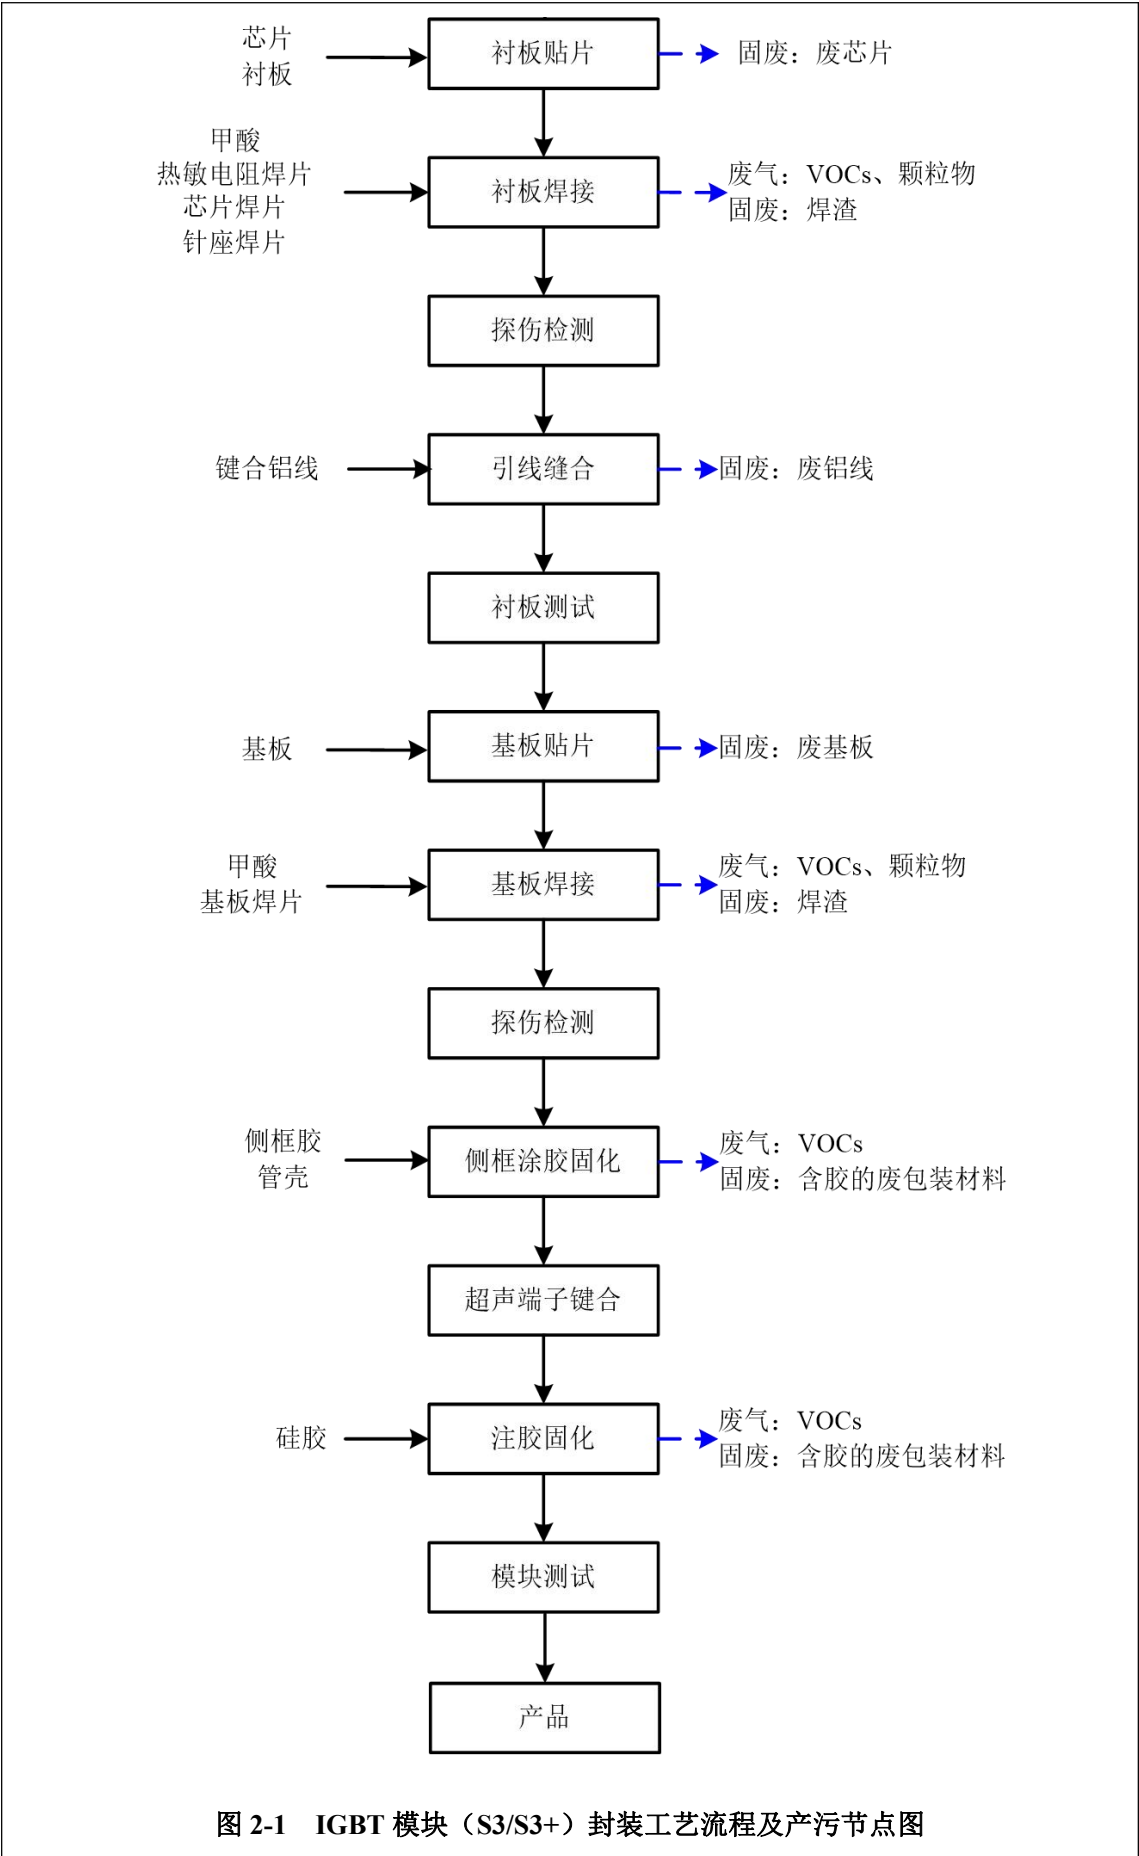 芯片
衬板
衬板贴片
固废：废芯片
甲酸
热敏电阻焊片
芯片焊片
针座焊片
衬板焊接
废气：VOCs、颗粒物
固废：焊渣
探伤检测
键合铝线
引线缝合
固废：废铝线
衬板测试
基板
基板贴片
固废：废基板
甲酸
基板焊片
基板焊接
废气：VOCs、颗粒物
固废：焊渣
探伤检测
侧框胶
管壳
侧框涂胶固化
废气：VOCs
固废：含胶的废包装材料
超声端子键合
硅胶
注胶固化
废气：VOCs
固废：含胶的废包装材料
模块测试
产品
图 2-1 IGBT 模块（S3/S3+）封装工艺流程及产污节点图